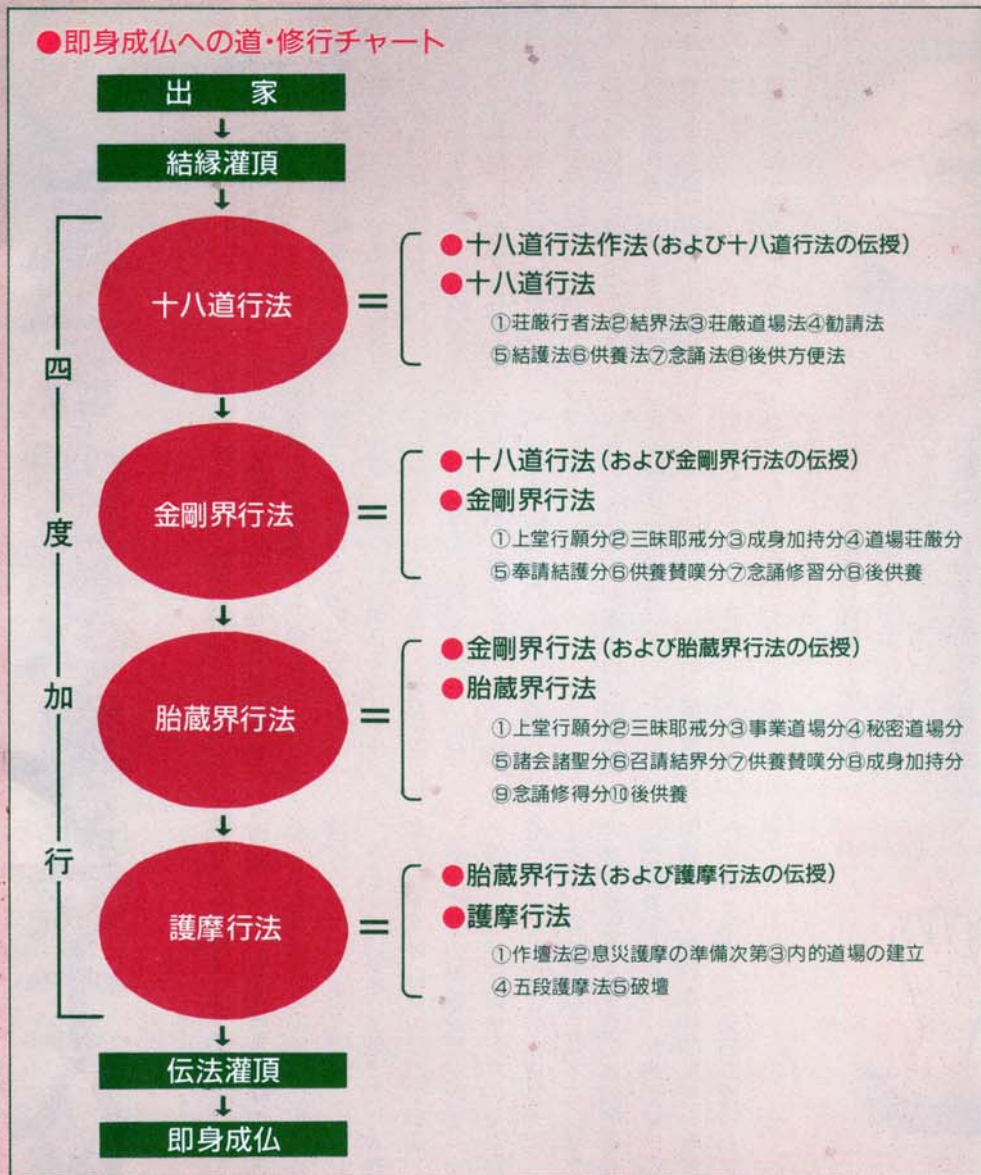 ●即身成仏への道・修行チャート
出 家
↓
結縁灌頂
↓
四度加行
十八道行法
=
●十八道行法作法(および十八道行法の伝授)
●十八道行法
①荘厳行者法②結界法③荘厳道場法④勧請法
⑤結護法⑥供養法⑦念誦法⑧後供方便法
↓
金剛界行法
=
●十八道行法(および金剛界行法の伝授)
●金剛界行法
①上堂行願分②三昧耶戒分③成身加持分④道場荘厳分
⑤奉請結護分⑥供養賛嘆分⑦念誦修習分⑧後供養
↓
胎蔵界行法
=
●金剛界行法(および胎蔵界行法の伝授)
●胎蔵界行法
①上堂行願分②三昧耶戒分③事業道場分④秘密道場分
⑤諸会諸聖分⑥召請結界分⑦供養賛嘆分⑧成身加持分
⑨念誦修得分⑩後供養
↓
護摩行法
=
●胎蔵界行法(および護摩行法の伝授)
●護摩行法
①作壇法②息災護摩の準備次第③内的道場の建立
④五段護摩法⑤破壇
↓
伝法灌頂
↓
即身成仏